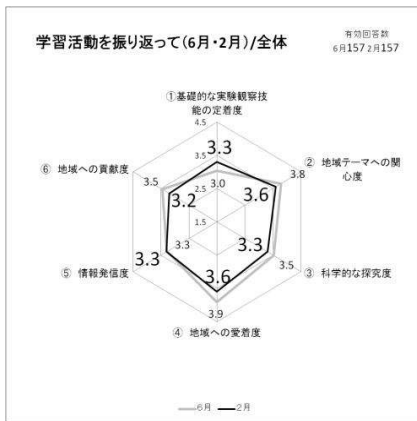 学習活動を振り返って(6月・2月)/全体
有効回答数
6月157 2月157
①基礎的な実験観察技
能の定着度
4.5
3.5
3.3
3.0
2.5
1.5
② 地域テーマへの関
心度
3.8
3.6
③ 科学的な探究度
3.3
3.5
④ 地域への愛着度
3.6
3.9
⑤ 情報発信度
3.3
3.3
⑥ 地域への貢献度
3.5
3.2
6月 2月